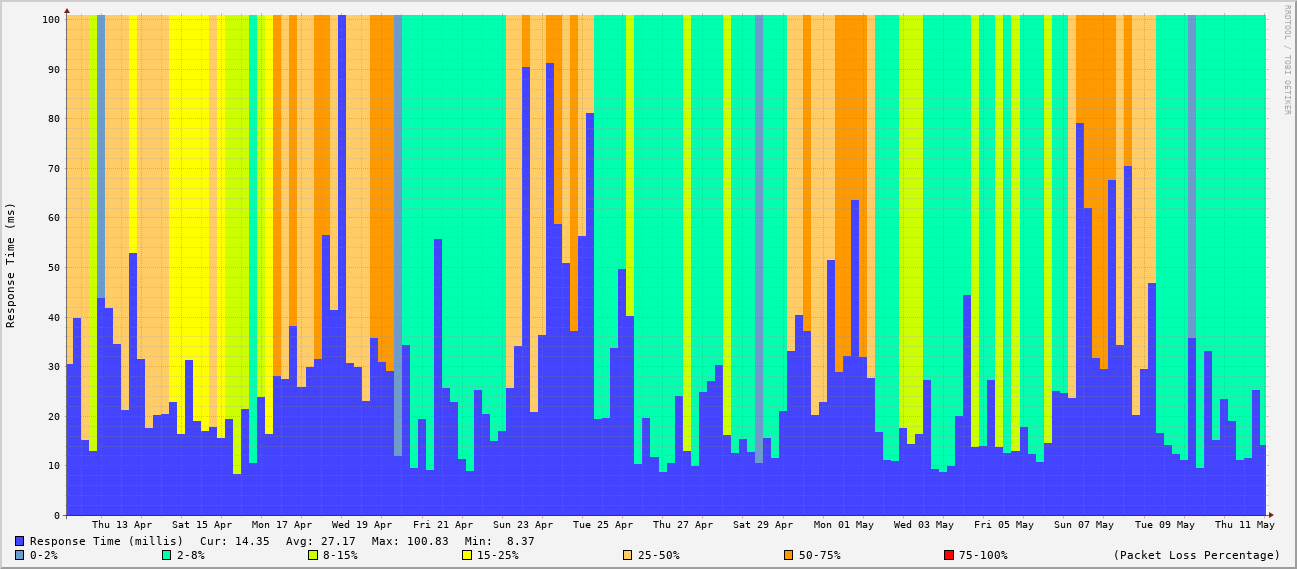 RRDTOOL / TOBI OETIKER
Response Time (ms)
100
90
80
70
60
50
40
30
20
10
0
Thu 13 Apr Sat 15 Apr Mon 17 Apr Wed 19 Apr Fri 21 Apr Sun 23 Apr Tue 25 Apr Thu 27 Apr Sat 29 Apr Mon 01 May Wed 03 May Fri 05 May Sun 07 May Tue 09 May Thu 11 May
Response Time (millis) Cur: 14.35 Avg: 27.17 Max: 100.83 Min: 8.37
0-2% 2-8% 8-15% 15-25% 25-50% 50-75% 75-100% (Packet Loss Percentage)